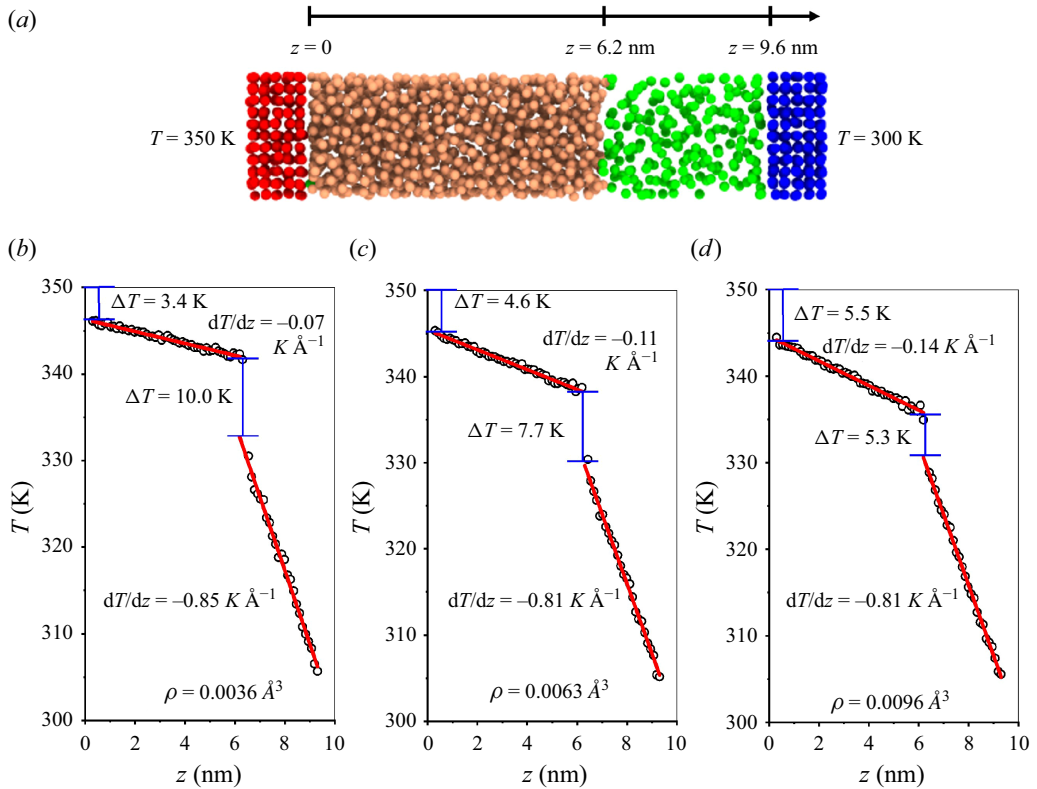 (a)
z = 0
z = 6.2 nm
z = 9.6 nm
T = 350 K
T = 300 K
(b)
350
340
330
320
310
300
T (K)
ΔT = 3.4 K
dT/dz = –0.07
K Å⁻¹
ΔT = 10.0 K
dT/dz = –0.85 K Å⁻¹
ρ = 0.0036 Å³
0
2
4
6
8
10
z (nm)
(c)
350
340
330
320
310
300
T (K)
ΔT = 4.6 K
dT/dz = –0.11
K Å⁻¹
ΔT = 7.7 K
dT/dz = –0.81 K Å⁻¹
ρ = 0.0063 Å³
0
2
4
6
8
10
z (nm)
(d)
350
340
330
320
310
300
T (K)
ΔT = 5.5 K
dT/dz = –0.14 K Å⁻¹
ΔT = 5.3 K
dT/dz = –0.81 K Å⁻¹
ρ = 0.0096 Å³
0
2
4
6
8
10
z (nm)